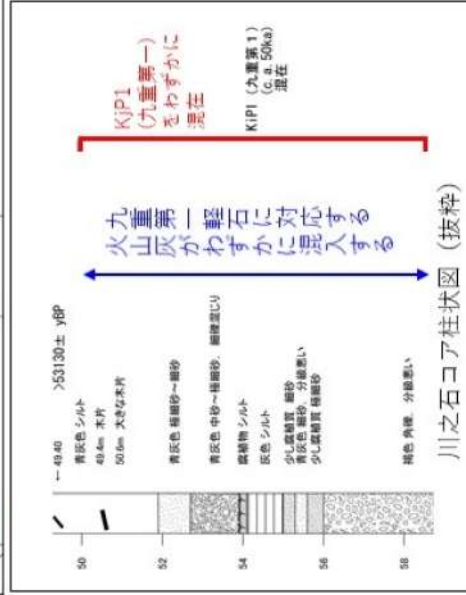 ← 49.40 >53130± yBP
50
青灰色 シルト
49.4m 木片
50.6m 大きな木片
52
青灰色 極細砂～細砂
青灰色 中砂～極細砂、細礫混じり
54
腐植物 シルト
灰色 シルト
少し腐植質 細砂
青灰色 細砂、分級悪い
少し腐植質 極細砂
56
58
褐色 角礫、分級悪い
九重第一軽石に対応する
火山灰がわずかに混入する
KjP1
(九重第一)
をわずかに
混在
KiP1 (九重第1)
(c. a. 50ka)
混在
川之石コア柱状図 (抜粋)